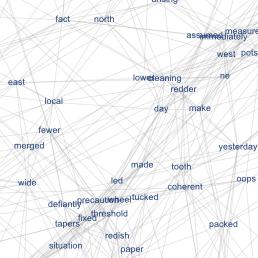 fact
north
assumed
measure
immediately
west
pots
lower
cleaning
ne
east
redder
local
day
make
fewer
merged
yesterday
made
tooth
wide
led
coherent
oops
defiantly
precaution
wheel
tucked
threshold
fixed
tapers
packed
redish
situation
paper